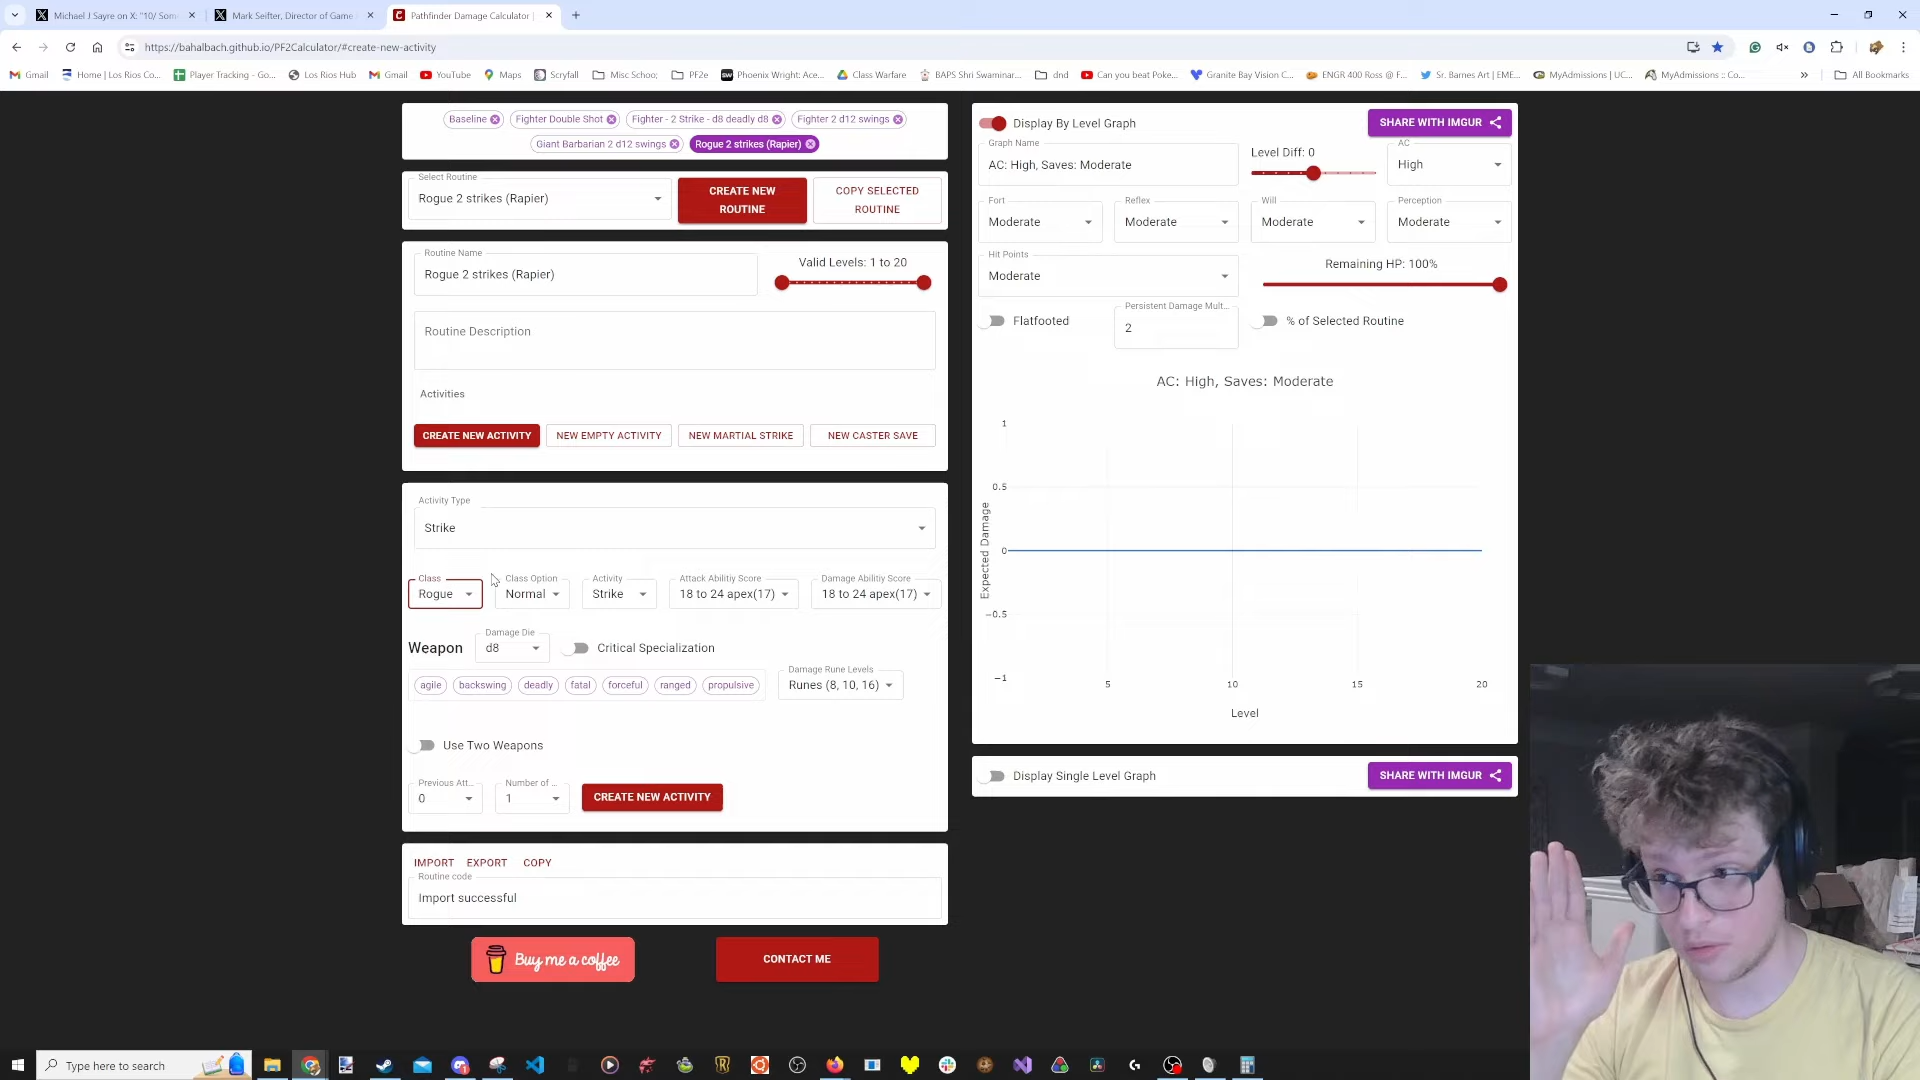 Michael J Sayre on X: "10/ Som
Mark Seifter, Director of Game
Pathfinder Damage Calculator |
https://bahalbach.github.io/PF2Calculator/#create-new-activity
Gmail
Home | Los Rios Co...
Player Tracking - Go...
Los Rios Hub
Gmail
YouTube
Maps
Scryfall
Misc Schoo;
PF2e
Phoenix Wright: Ace...
Class Warfare
BAPS Shri Swaminar...
dnd
Can you beat Poke...
Granite Bay Vision C...
ENGR 400 Ross @ F...
Sr. Barnes Art | EME...
MyAdmissions | UC...
MyAdmissions :: Co...
All Bookmarks
Baseline
Fighter Double Shot
Fighter - 2 Strike - d8 deadly d8
Fighter 2 d12 swings
Giant Barbarian 2 d12 swings
Rogue 2 strikes (Rapier)
Select Routine
Rogue 2 strikes (Rapier)
CREATE NEW
ROUTINE
COPY SELECTED
ROUTINE
Routine Name
Rogue 2 strikes (Rapier)
Valid Levels: 1 to 20
Routine Description
Activities
CREATE NEW ACTIVITY
NEW EMPTY ACTIVITY
NEW MARTIAL STRIKE
NEW CASTER SAVE
Activity Type
Strike
Class
Rogue
Class Option
Normal
Activity
Strike
Attack Abilitiy Score
18 to 24 apex(17)
Damage Abilitiy Score
18 to 24 apex(17)
Weapon
Damage Die
d8
Critical Specialization
agile
backswing
deadly
fatal
forceful
ranged
propulsive
Damage Rune Levels
Runes (8, 10, 16)
Use Two Weapons
Previous Att...
0
Number of ...
1
CREATE NEW ACTIVITY
IMPORT
EXPORT
COPY
Routine code
Import successful
Buy me a coffee
CONTACT ME
Display By Level Graph
SHARE WITH IMGUR
Graph Name
AC: High, Saves: Moderate
Level Diff: 0
AC
High
Fort
Moderate
Reflex
Moderate
Will
Moderate
Perception
Moderate
Hit Points
Moderate
Remaining HP: 100%
Flatfooted
Persistent Damage Mult...
2
% of Selected Routine
AC: High, Saves: Moderate
Expected Damage
1
0.5
0
−0.5
−1
5
10
15
20
Level
Display Single Level Graph
SHARE WITH IMGUR
Type here to search